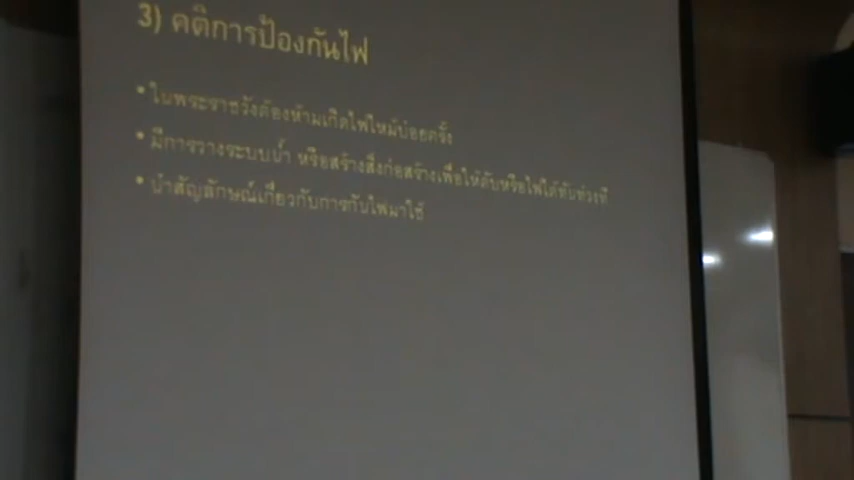 3) คติการป้องกันไฟ
• ในพระราชวังต้องห้ามเกิดไฟไหม้บ่อยครั้ง
• มีการวางระบบน้ำ หรือสร้างสิ่งก่อสร้างเพื่อให้ดับหรือไฟได้ทันท่วงที
• นำสัญลักษณ์เกี่ยวกับการกันไฟมาใช้